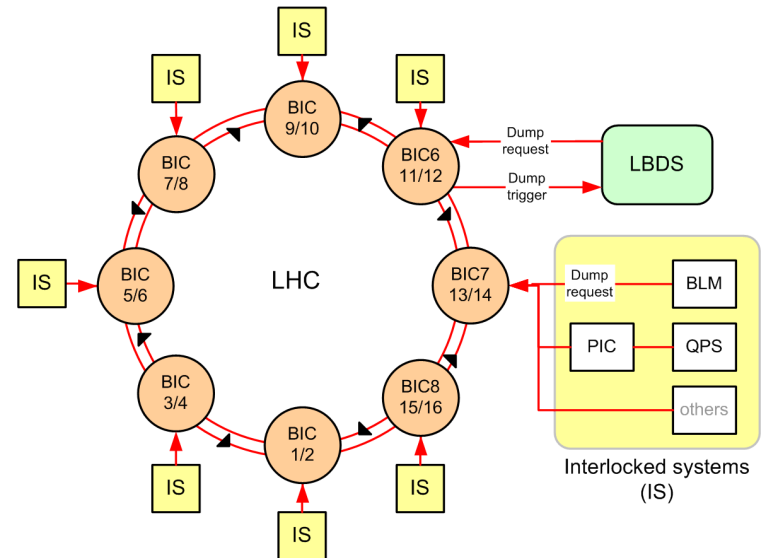 IS
IS
IS
BIC
9/10
BIC
7/8
BIC6
11/12
Dump
request
Dump
trigger
LBDS
IS
BIC
5/6
LHC
BIC7
13/14
Dump
request
BLM
PIC
QPS
others
BIC
3/4
BIC8
15/16
BIC
1/2
IS
IS
IS
Interlocked systems
(IS)